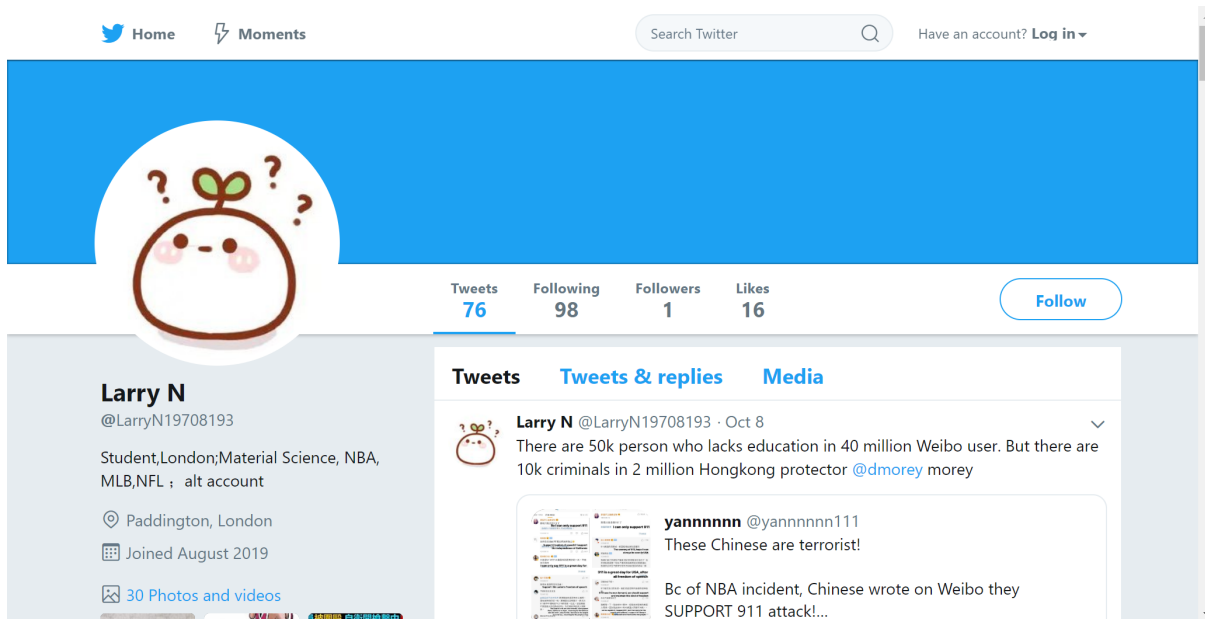 Home
Moments
Search Twitter
Have an account? Log in
? ? ?
Tweets
76
Following
98
Followers
1
Likes
16
Follow
Larry N
@LarryN19708193
Student,London;Material Science, NBA,
MLB,NFL ；alt account
Paddington, London
Joined August 2019
30 Photos and videos
Tweets
Tweets & replies
Media
Larry N @LarryN19708193 · Oct 8
There are 50k person who lacks education in 40 million Weibo user. But there are
10k criminals in 2 million Hongkong protector @dmorey morey
yannnnnn @yannnnnn111
These Chinese are terrorist!
Bc of NBA incident, Chinese wrote on Weibo they
SUPPORT 911 attack!...